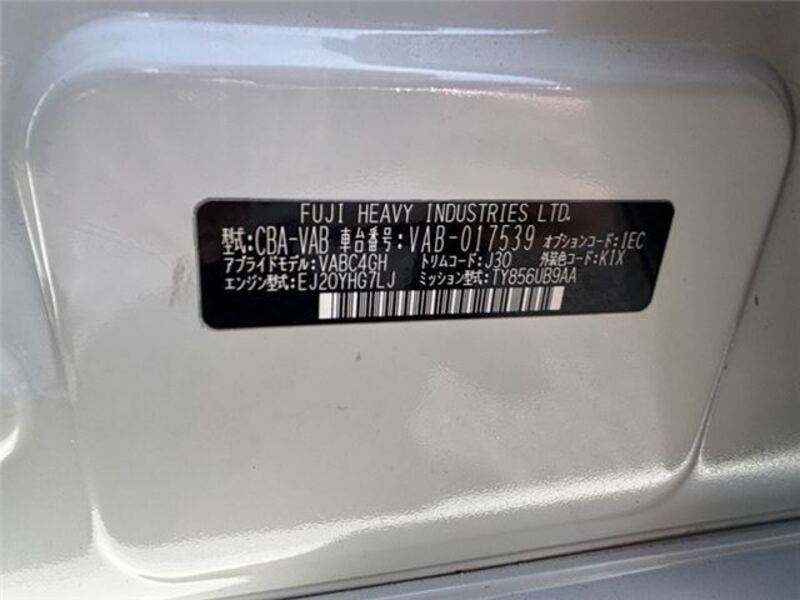 FUJI HEAVY INDUSTRIES LTD.
型式:CBA-VAB 車台番号:VAB-017539 オプションコード:IEC
アプライドモデル:VABC4GH トリムコード:J30 外装色コード:K1X
エンジン型式:EJ20YHG7LJ ミッション型式:TY856UB9AA